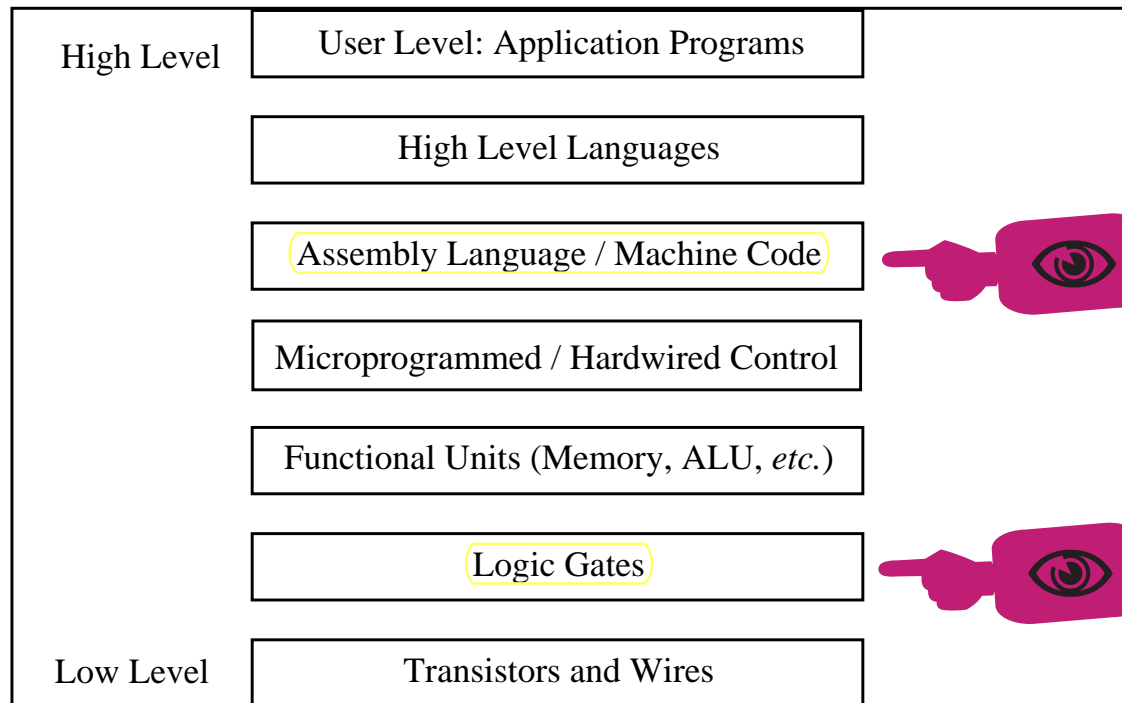 High Level
User Level: Application Programs
High Level Languages
Assembly Language / Machine Code
Microprogrammed / Hardwired Control
Functional Units (Memory, ALU, etc.)
Logic Gates
Low Level
Transistors and Wires